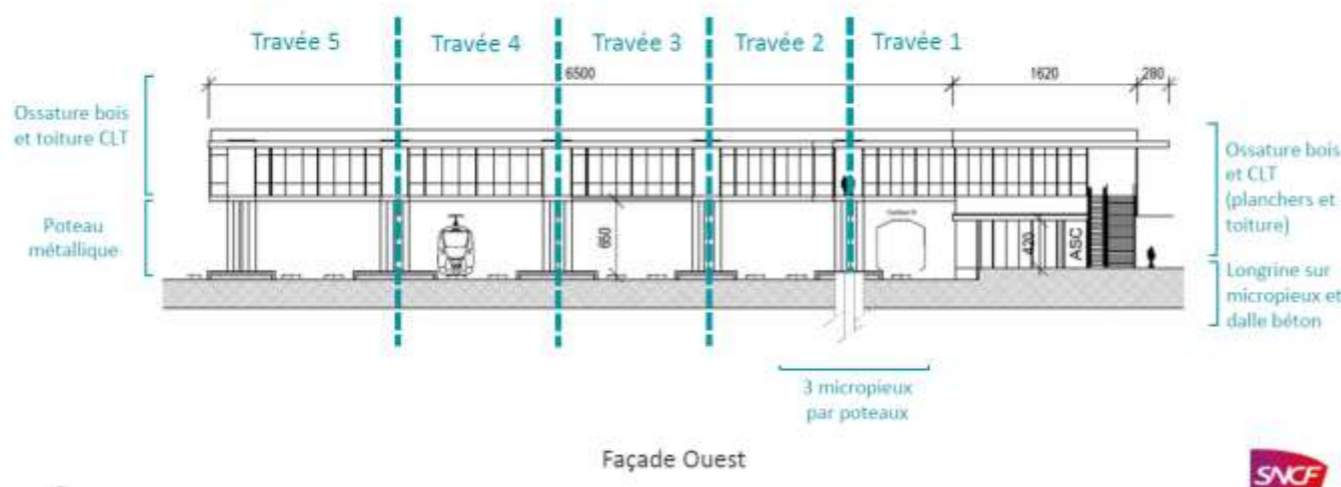 Travée 5
Travée 4
Travée 3
Travée 2
Travée 1
6500
1620
280
Ossature bois
et toiture CLT
Poteau
métallique
650
420
ASC
Ossature bois
et CLT
(planchers et
toiture)
Longrine sur
micropieux et
dalle béton
3 micropieux
par poteaux
Façade Ouest
SNCF